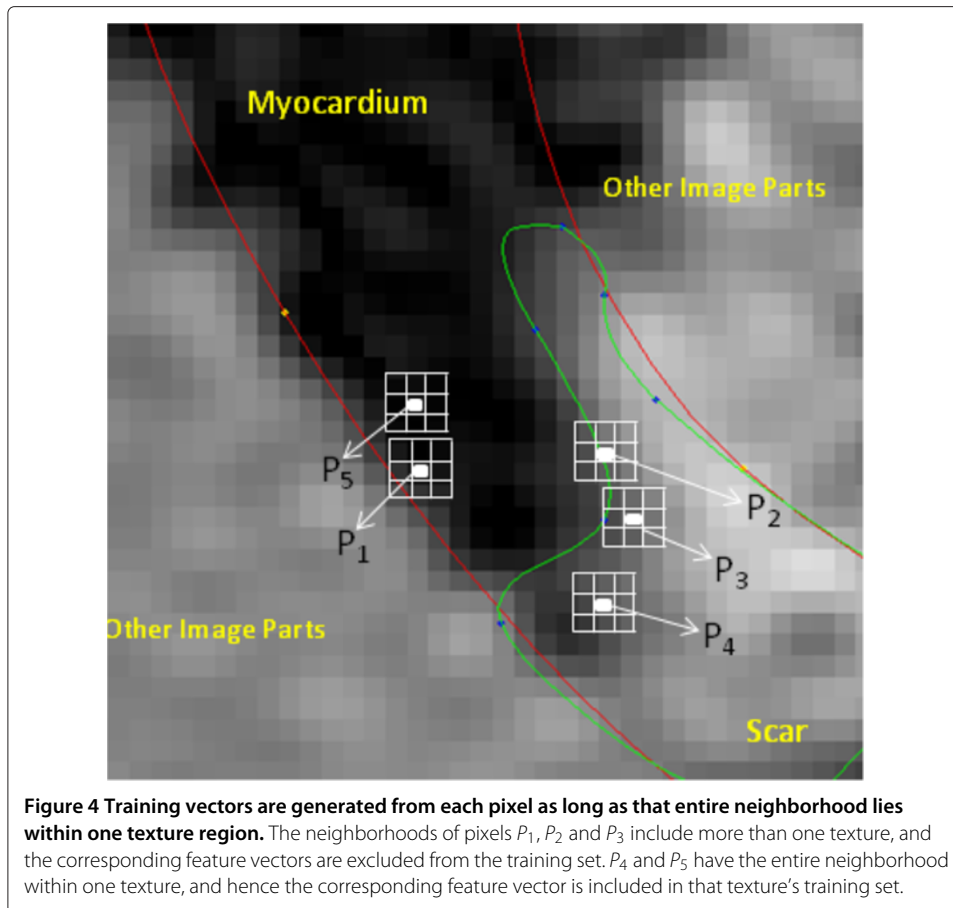 Myocardium
Other Image Parts
P5
P1
P2
P3
P4
Other Image Parts
Scar
Figure 4 Training vectors are generated from each pixel as long as that entire neighborhood lies
within one texture region. The neighborhoods of pixels P1, P2 and P3 include more than one texture, and
the corresponding feature vectors are excluded from the training set. P4 and P5 have the entire neighborhood
within one texture, and hence the corresponding feature vector is included in that texture's training set.